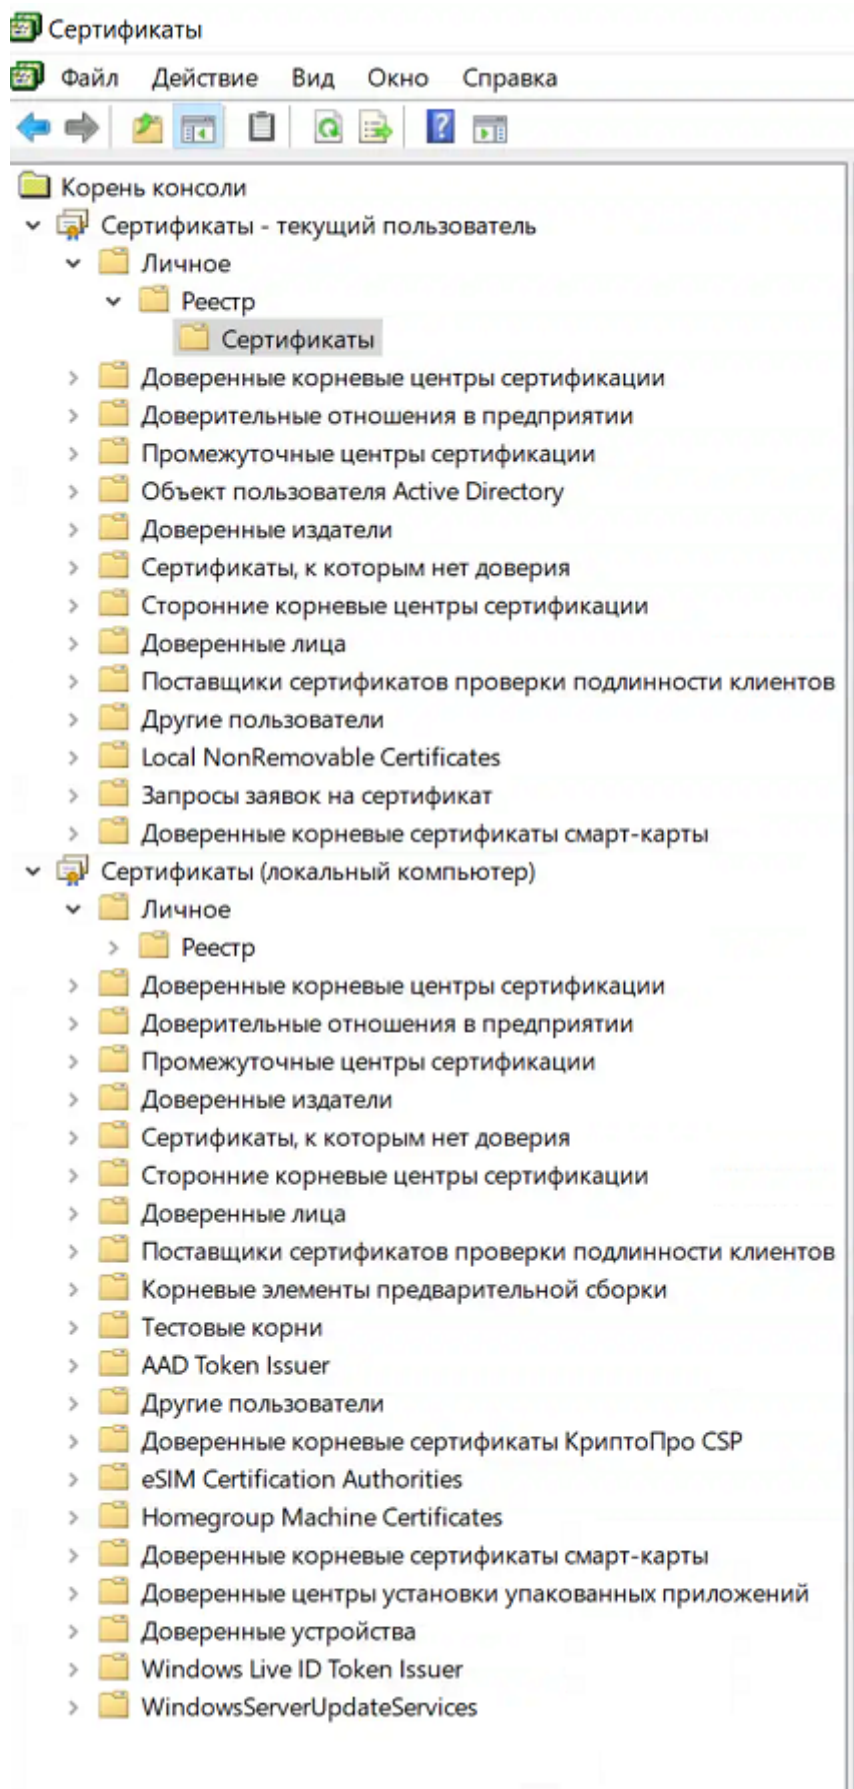 Сертификаты
Файл Действие Вид Окно Справка
Корень консоли
Сертификаты - текущий пользователь
Личное
Реестр
Сертификаты
Доверенные корневые центры сертификации
Доверительные отношения в предприятии
Промежуточные центры сертификации
Объект пользователя Active Directory
Доверенные издатели
Сертификаты, к которым нет доверия
Сторонние корневые центры сертификации
Доверенные лица
Поставщики сертификатов проверки подлинности клиентов
Другие пользователи
Local NonRemovable Certificates
Запросы заявок на сертификат
Доверенные корневые сертификаты смарт-карты
Сертификаты (локальный компьютер)
Личное
Реестр
Доверенные корневые центры сертификации
Доверительные отношения в предприятии
Промежуточные центры сертификации
Доверенные издатели
Сертификаты, к которым нет доверия
Сторонние корневые центры сертификации
Доверенные лица
Поставщики сертификатов проверки подлинности клиентов
Корневые элементы предварительной сборки
Тестовые корни
AAD Token Issuer
Другие пользователи
Доверенные корневые сертификаты КриптоПро CSP
eSIM Certification Authorities
Homegroup Machine Certificates
Доверенные корневые сертификаты смарт-карты
Доверенные центры установки упакованных приложений
Доверенные устройства
Windows Live ID Token Issuer
WindowsServerUpdateServices